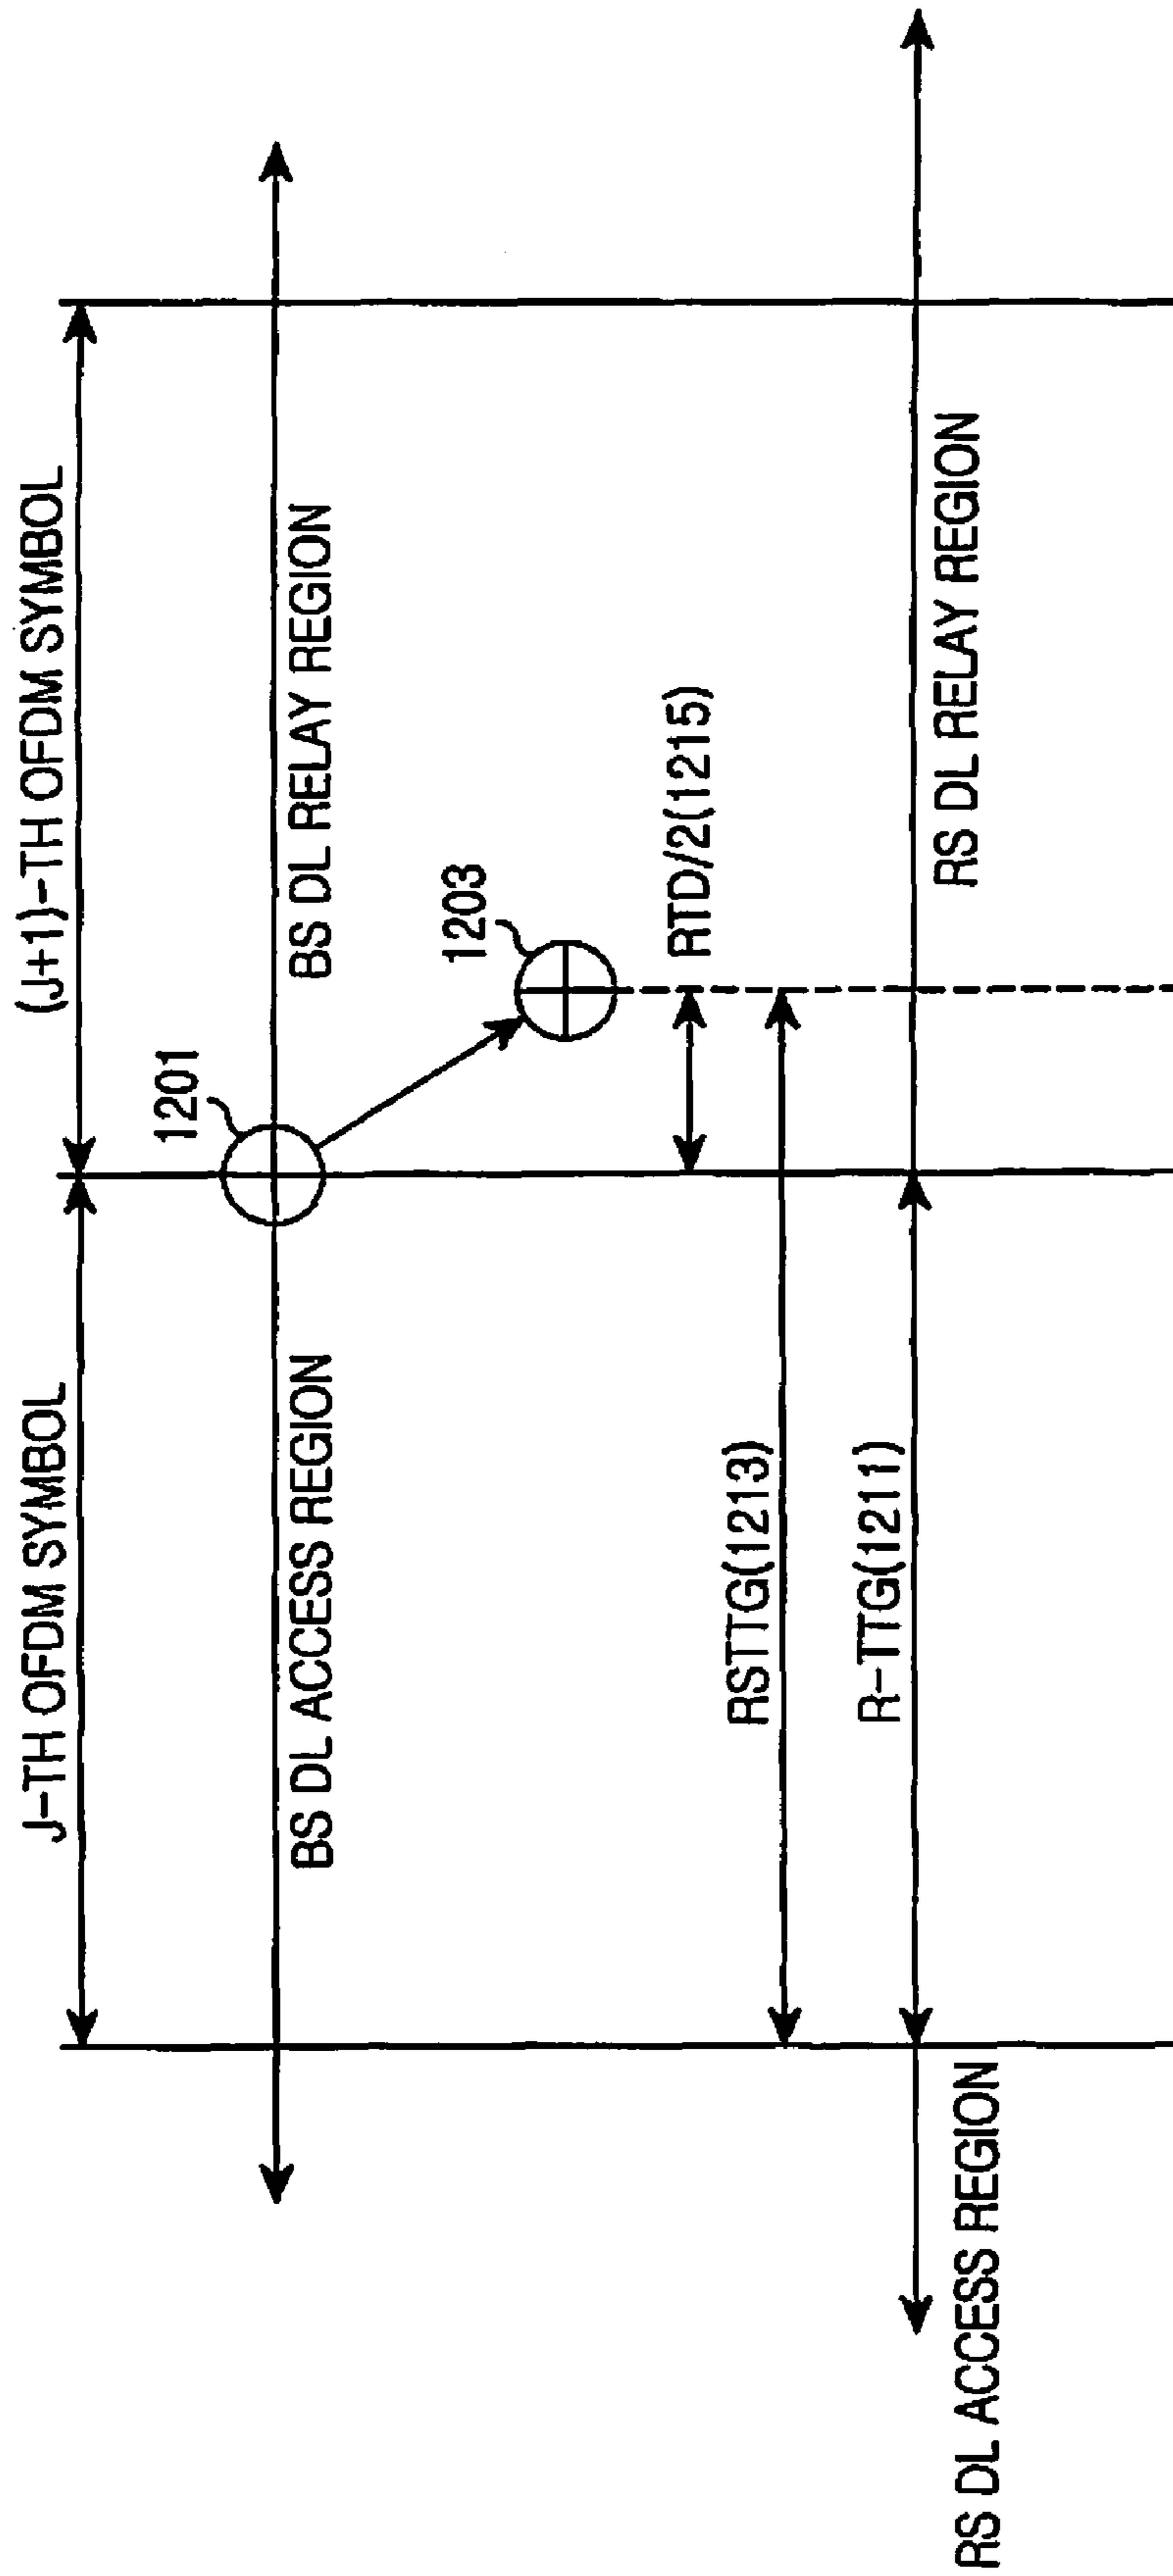 J-TH OFDM SYMBOL
(J+1)-TH OFDM SYMBOL
1201
BS DL ACCESS REGION
BS DL RELAY REGION
1203
RTD/2(1215)
RSTTG(1213)
R-TTG(1211)
RS DL ACCESS REGION
RS DL RELAY REGION